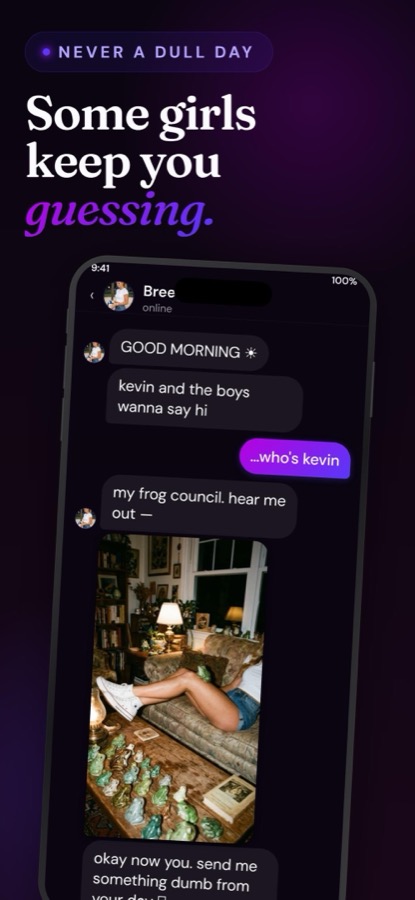 NEVER A DULL DAY
Some girls
keep you
guessing.
9:41
100%
Bree
online
GOOD MORNING ☀
kevin and the boys
wanna say hi
...who's kevin
my frog council. hear me
out —
okay now you. send me
something dumb from
your day